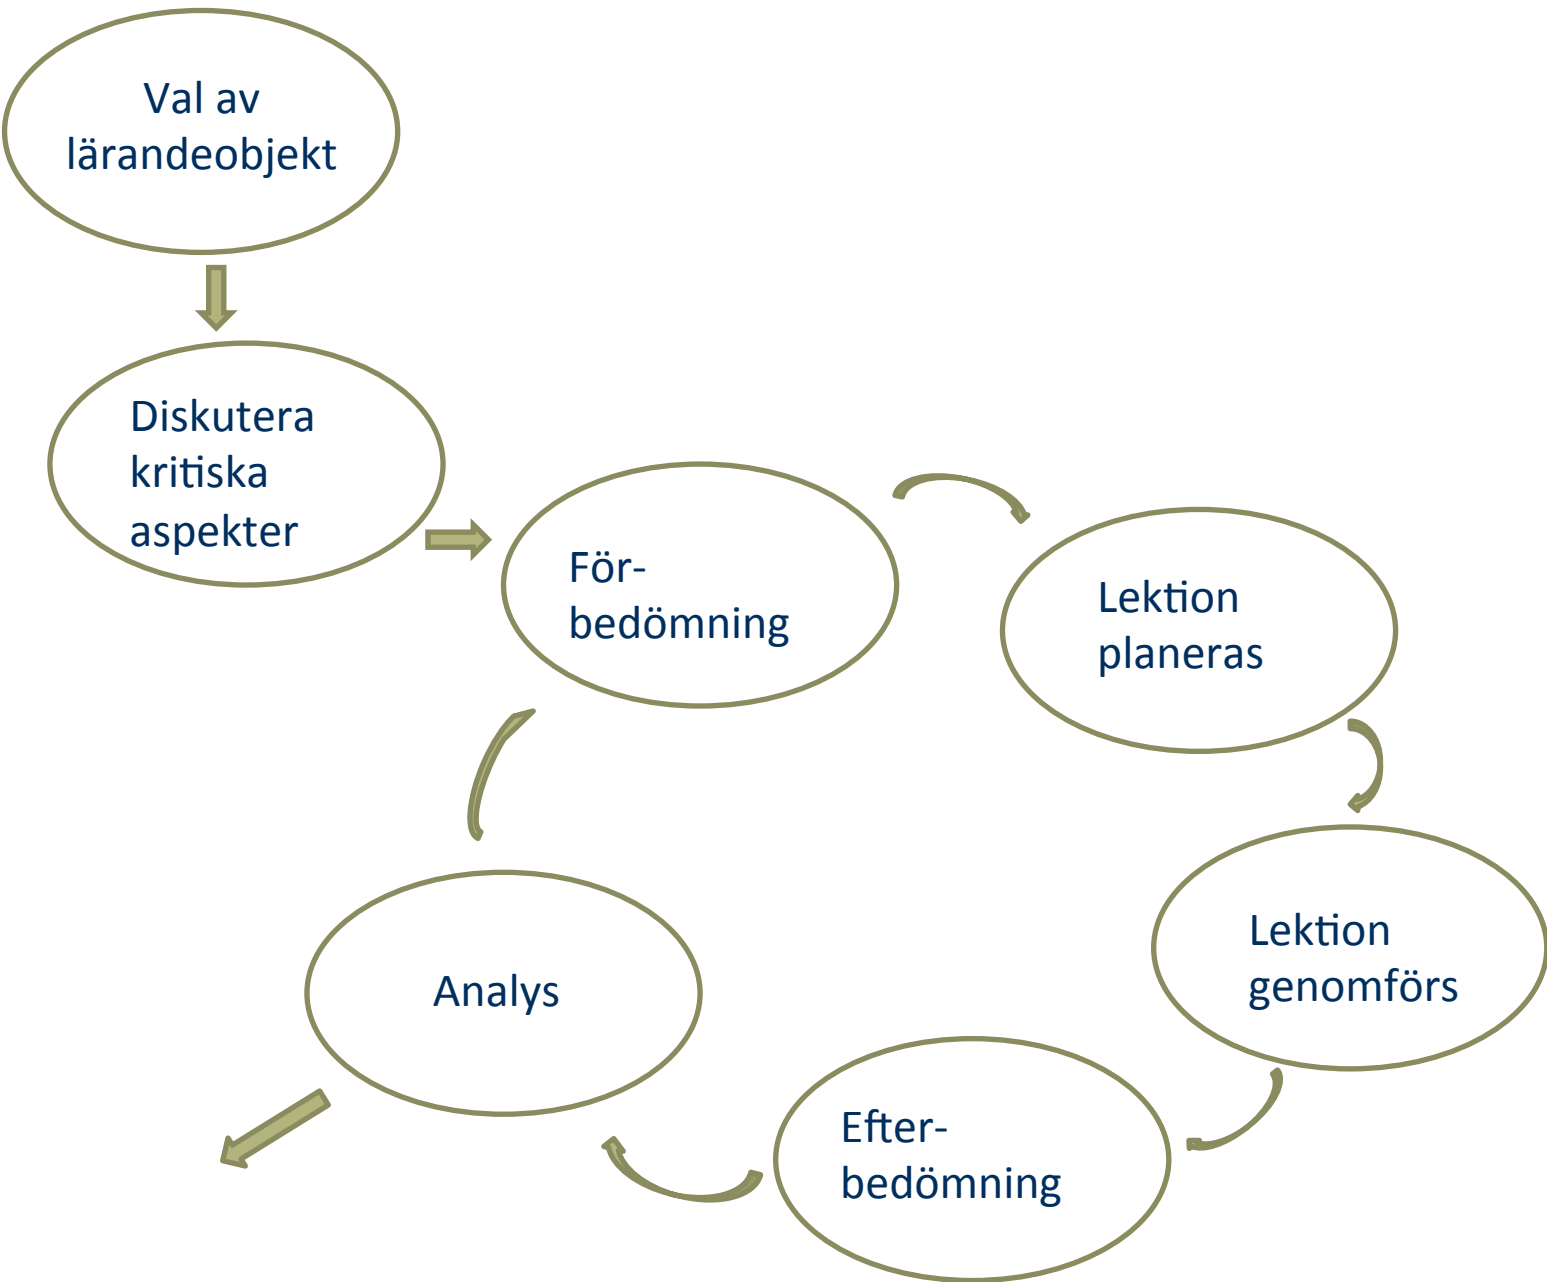 Val av
lärandeobjekt
Diskutera
kritiska
aspekter
För-
bedömning
Lektion
planeras
Lektion
genomförs
Efter-
bedömning
Analys